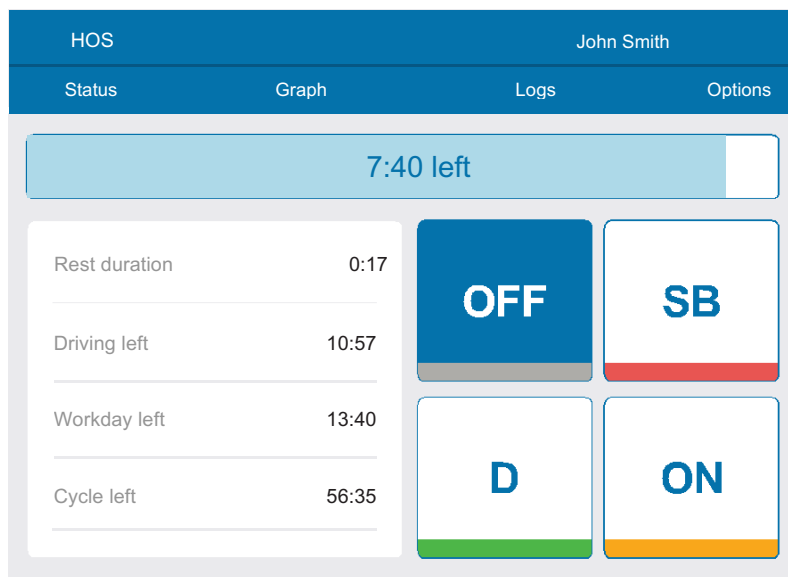 HOS John Smith
Status Graph Logs Options
7:40 left
Rest duration 0:17
Driving left 10:57
Workday left 13:40
Cycle left 56:35
OFF SB
D ON